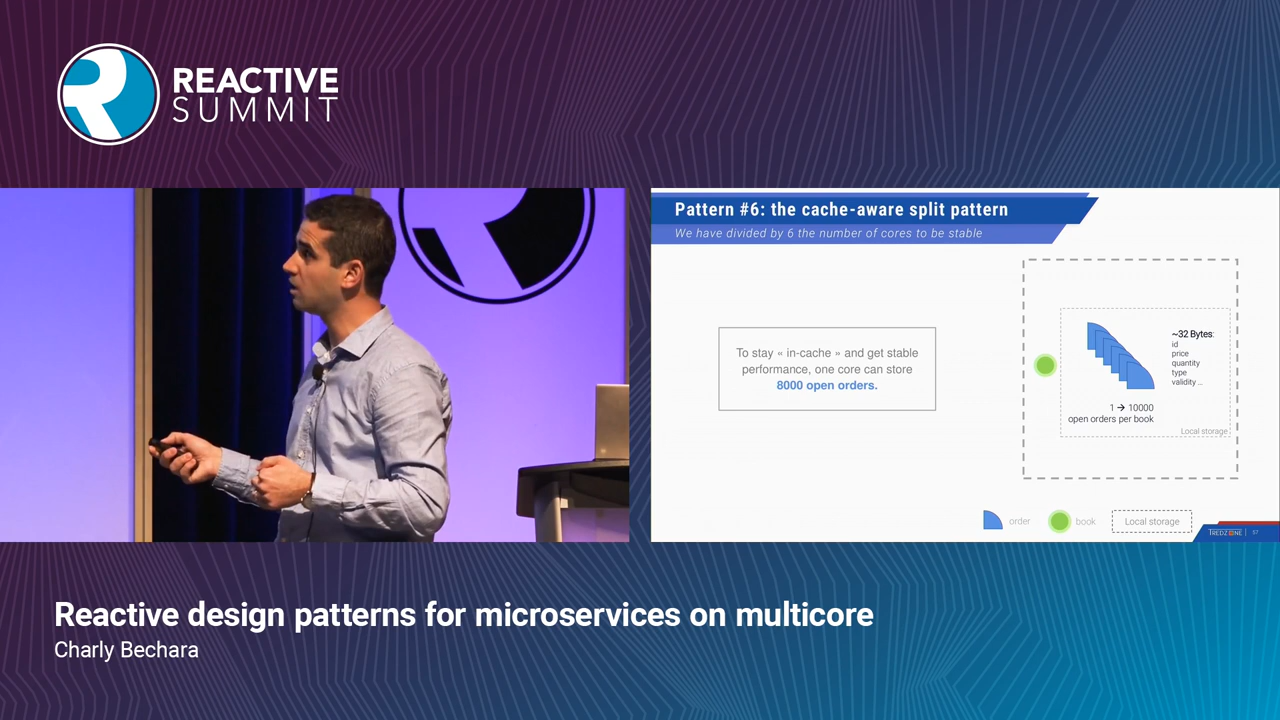 REACTIVE
SUMMIT
Pattern #6: the cache-aware split pattern
We have divided by 6 the number of cores to be stable
To stay « in-cache » and get stable
performance, one core can store
8000 open orders.
~32 Bytes:
id
price
quantity
type
validity ...
1 → 10000
open orders per book
Local storage
order
book
Local storage
TREDZONE
57
Reactive design patterns for microservices on multicore
Charly Bechara